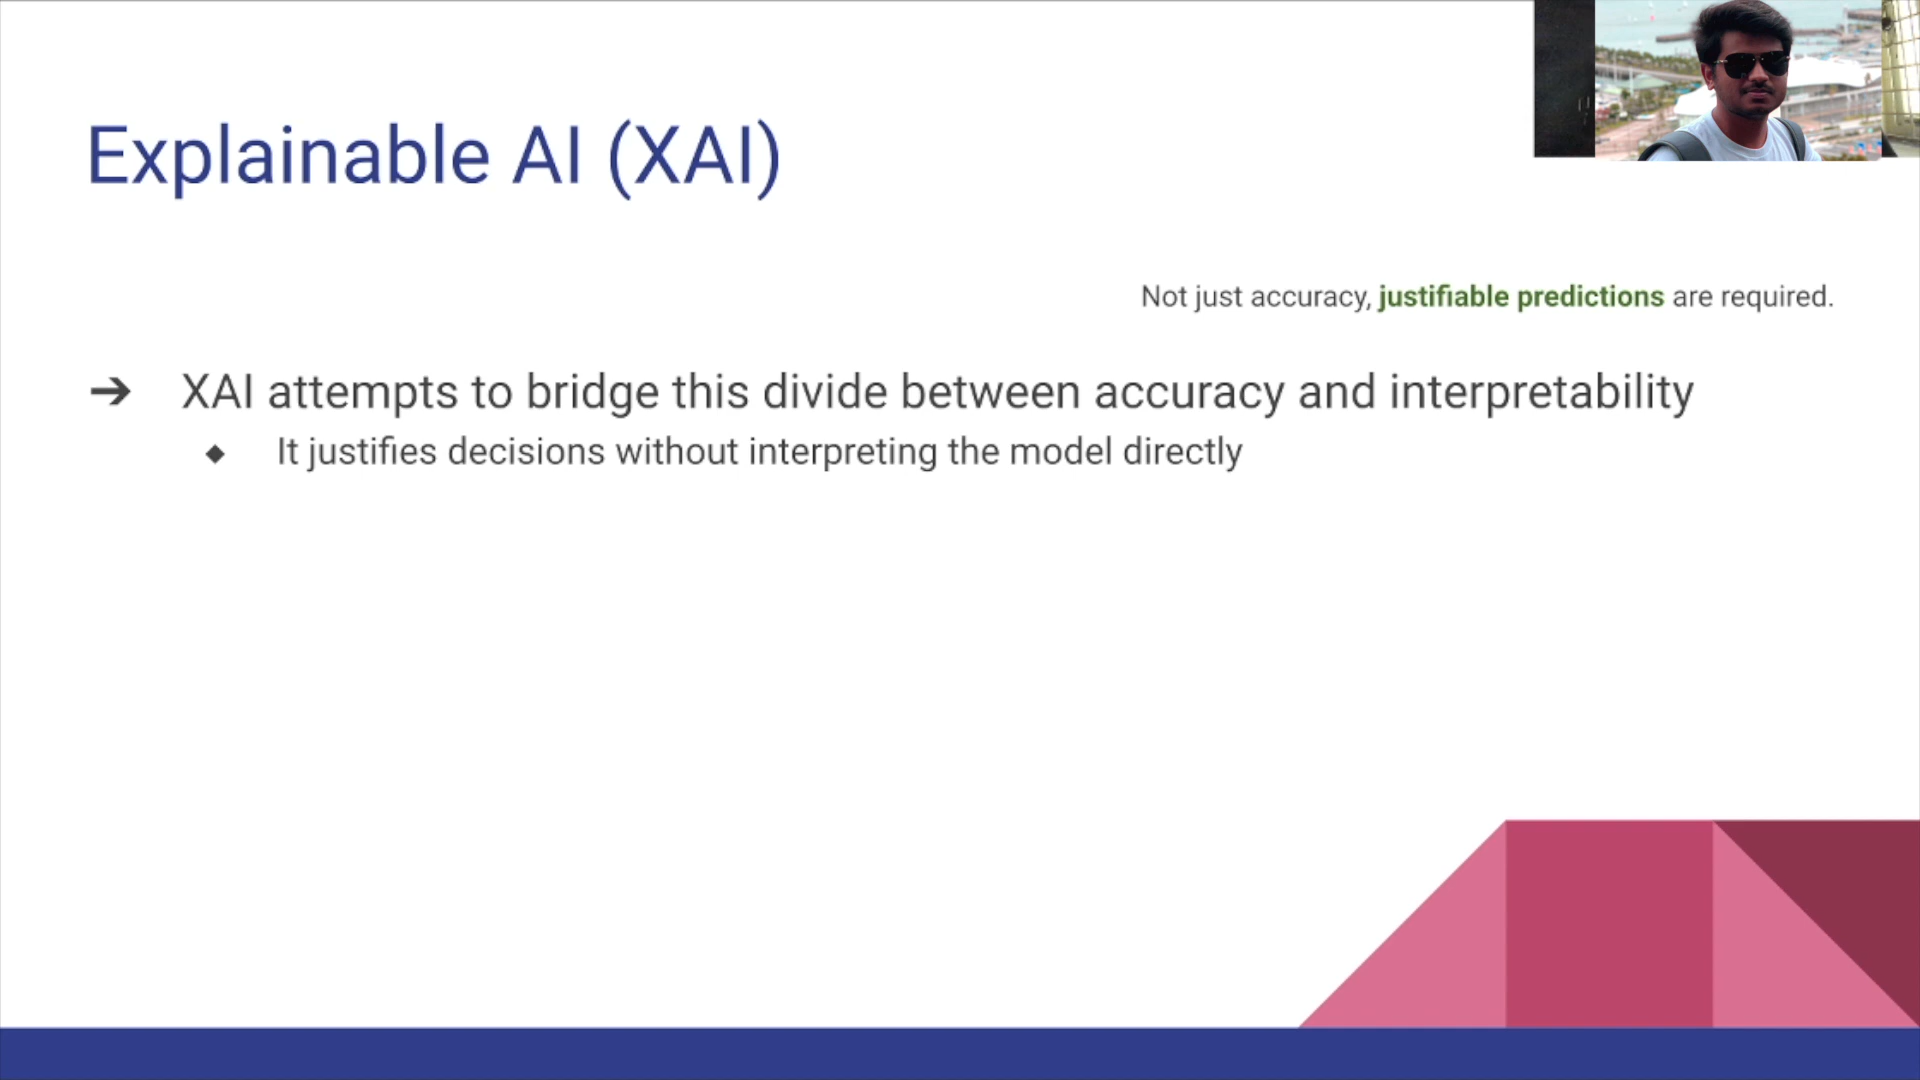 Explainable AI (XAI)
Not just accuracy, justifiable predictions are required.
➔ XAI attempts to bridge this divide between accuracy and interpretability
◆ It justifies decisions without interpreting the model directly